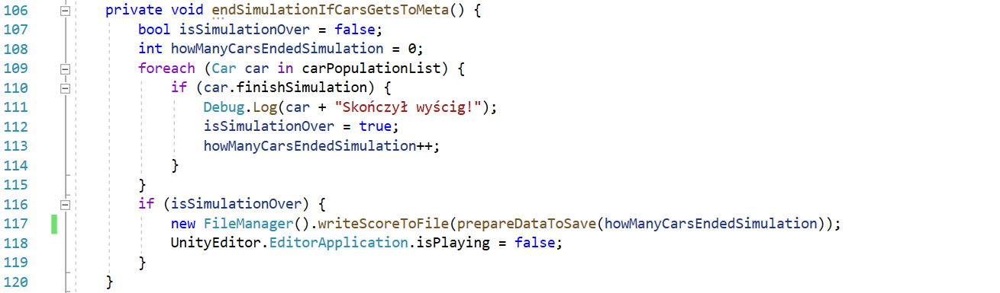 106 private void endSimulationIfCarsGetsToMeta() {
107 bool isSimulationOver = false;
108 int howManyCarsEndedSimulation = 0;
109 foreach (Car car in carPopulationList) {
110 if (car.finishSimulation) {
111 Debug.Log(car + "Skończył wyścig!");
112 isSimulationOver = true;
113 howManyCarsEndedSimulation++;
114 }
115 }
116 if (isSimulationOver) {
117 new FileManager().writeScoreToFile(prepareDataToSave(howManyCarsEndedSimulation));
118 UnityEditor.EditorApplication.isPlaying = false;
119 }
120 }